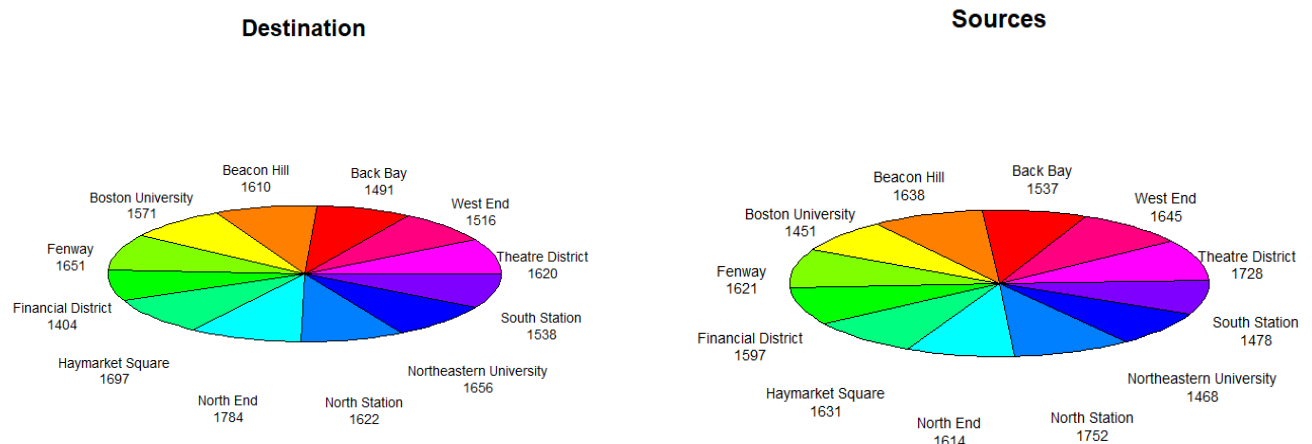 Destination
Beacon Hill
1610
Back Bay
1491
Boston University
1571
West End
1516
Fenway
1651
Theatre District
1620
Financial District
1404
South Station
1538
Haymarket Square
1697
Northeastern University
1656
North End
1784
North Station
1622
Sources
Beacon Hill
1638
Back Bay
1537
Boston University
1451
West End
1645
Fenway
1621
Theatre District
1728
Financial District
1597
South Station
1478
Haymarket Square
1631
Northeastern University
1468
North End
1614
North Station
1752